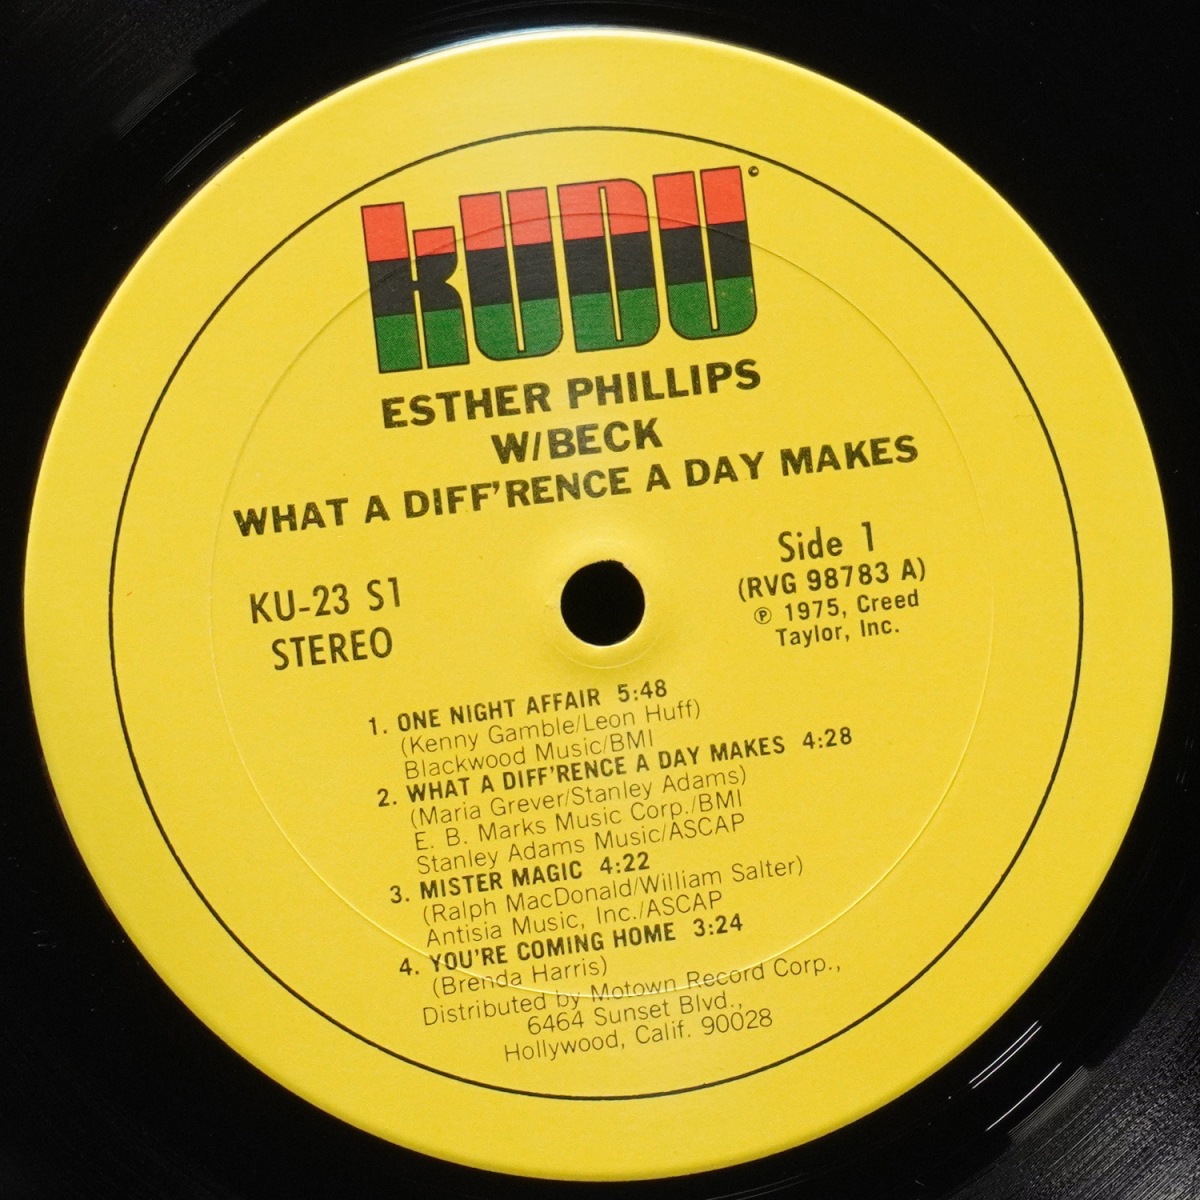 KUDU ©
ESTHER PHILLIPS
W/BECK
WHAT A DIFF'RENCE A DAY MAKES
KU-23 S1
STEREO
Side 1
(RVG 98783 A)
℗ 1975, Creed
Taylor, Inc.
1. ONE NIGHT AFFAIR 5:48
(Kenny Gamble/Leon Huff)
Blackwood Music/BMI
2. WHAT A DIFF'RENCE A DAY MAKES 4:28
(Maria Grever/Stanley Adams)
E. B. Marks Music Corp./BMI
Stanley Adams Music/ASCAP
3. MISTER MAGIC 4:22
(Ralph MacDonald/William Salter)
Antisia Music, Inc./ASCAP
4. YOU'RE COMING HOME 3:24
(Brenda Harris)
Distributed by Motown Record Corp.,
6464 Sunset Blvd.,
Hollywood, Calif. 90028